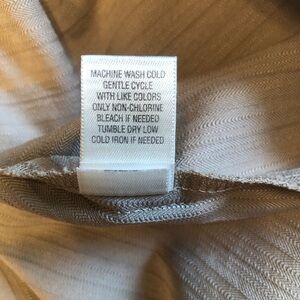 MACHINE WASH COLD
GENTLE CYCLE
WITH LIKE COLORS
ONLY NON-CHLORINE
BLEACH IF NEEDED
TUMBLE DRY LOW
COLD IRON IF NEEDED